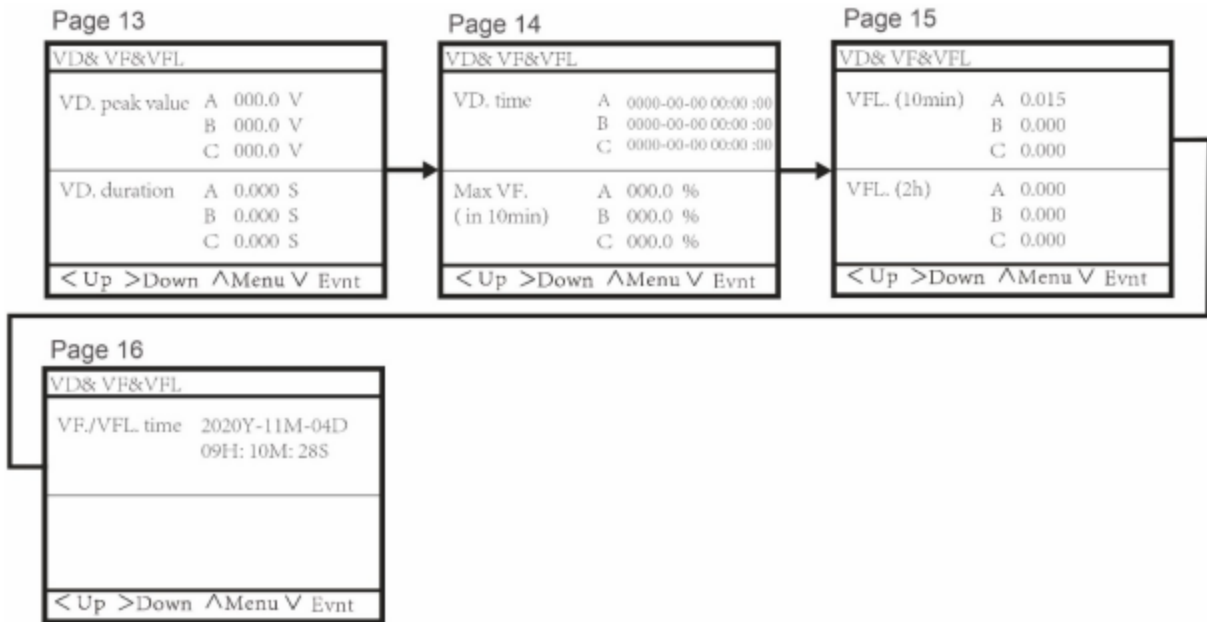 Page 13
VD& VF&VFL
VD. peak value A 000.0 V
B 000.0 V
C 000.0 V
VD. duration A 0.000 S
B 0.000 S
C 0.000 S
<Up >Down ∧Menu ∨ Evnt
Page 14
VD& VF&VFL
VD. time A 0000-00-00 00:00 :00
B 0000-00-00 00:00 :00
C 0000-00-00 00:00 :00
Max VF. A 000.0 %
( in 10min) B 000.0 %
C 000.0 %
<Up >Down ∧Menu ∨ Evnt
Page 15
VD& VF&VFL
VFL. (10min) A 0.015
B 0.000
C 0.000
VFL. (2h) A 0.000
B 0.000
C 0.000
<Up >Down ∧Menu ∨ Evnt
Page 16
VD& VF&VFL
VF./VFL. time 2020Y-11M-04D
09H: 10M: 28S
<Up >Down ∧Menu ∨ Evnt